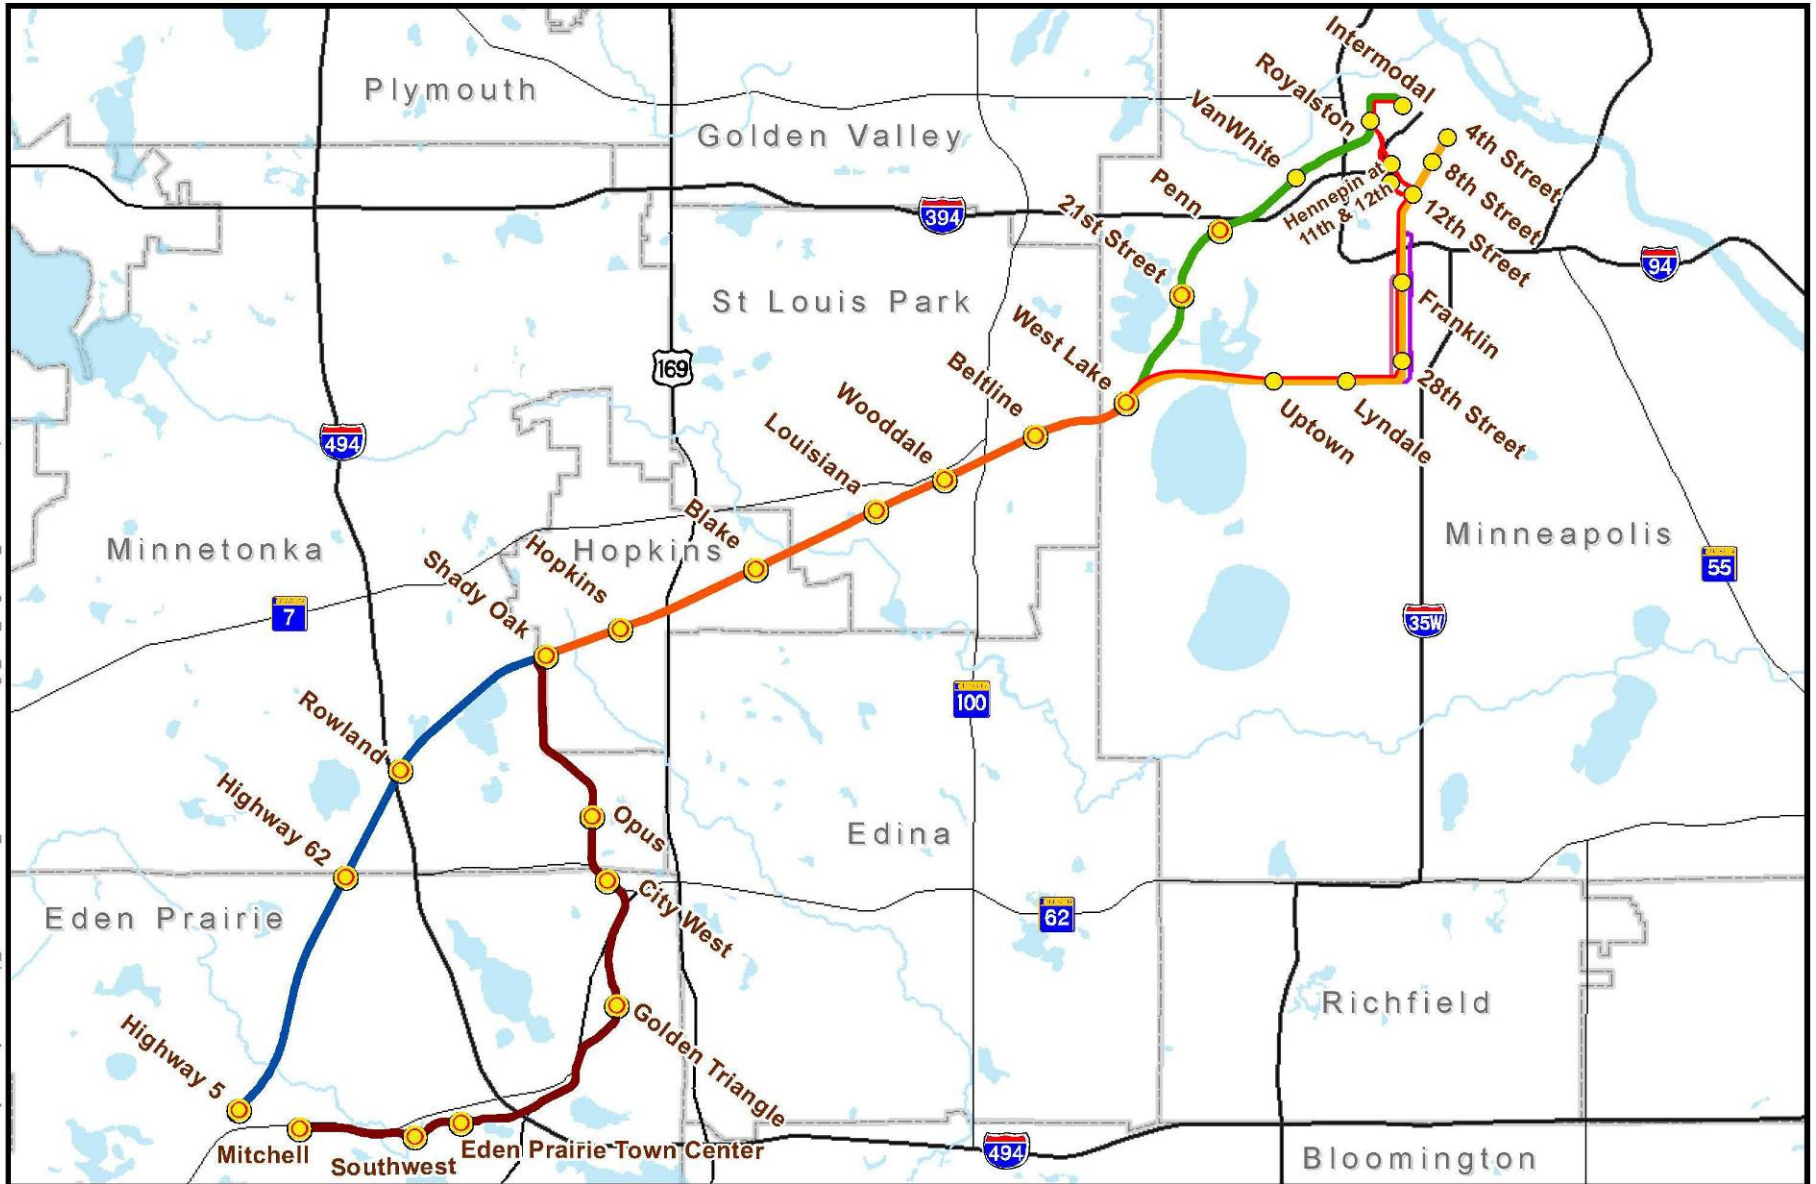 Intermodal
Royalston
VanWhite
Plymouth
Golden Valley
4th Street
8th Street
Hennepin at
11th & 12th
12th Street
Penn
21st Street
394
94
St Louis Park
West Lake
Franklin
Beltline
169
28th Street
Wooddale
Uptown
Lyndale
Louisiana
494
Blake
Minnetonka
Hopkins
Hopkins
Minneapolis
Shady Oak
55
7
35W
100
Rowland
Highway 62
Opus
Edina
City West
Eden Prairie
62
Richfield
Golden Triangle
Highway 5
Mitchell
Southwest
Eden Prairie Town Center
494
Bloomington